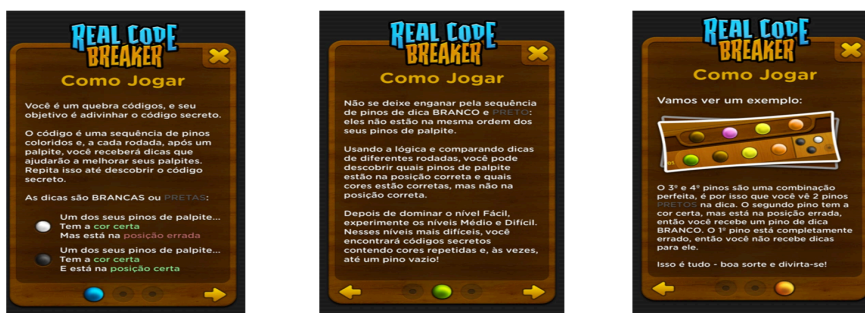 REAL CODE
BREAKER
Como Jogar
Você é um quebra códigos, e seu
objetivo é adivinhar o código secreto.
O código é uma sequência de pinos
coloridos e, a cada rodada, após um
palpite, você receberá dicas que
ajudarão a melhorar seus palpites.
Repita isso até descobrir o código
secreto.
As dicas são BRANCAS ou PRETAS:
Um dos seus pinos de palpite...
Tem a cor certa
Mas está na posição errada
Um dos seus pinos de palpite...
Tem a cor certa
E está na posição certa
REAL CODE
BREAKER
Como Jogar
Não se deixe enganar pela sequência
de pinos de dica BRANCO e PRETO:
eles não estão na mesma ordem dos
seus pinos de palpite.
Usando a lógica e comparando dicas
de diferentes rodadas, você pode
descobrir quais pinos de palpite
estão na posição correta e quais
cores estão corretas, mas não na
posição correta.
Depois de dominar o nível Fácil,
experimente os níveis Médio e Difícil.
Nesses níveis mais difíceis, você
encontrará códigos secretos
contendo cores repetidas e, às vezes,
até um pino vazio!
REAL CODE
BREAKER
Como Jogar
Vamos ver um exemplo:
O 3º e 4º pinos são uma combinação
perfeita, é por isso que você vê 2 pinos
PRETOS na dica. O segundo pino tem a
cor certa, mas está na posição errada,
então você recebe um pino de dica
BRANCO. O 1º pino está completamente
errado, então você não recebe dicas
para ele.
Isso é tudo - boa sorte e divirta-se!